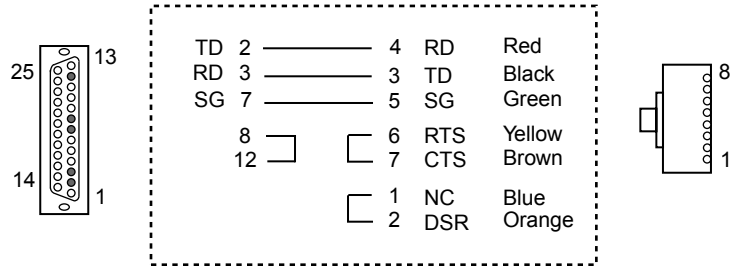 13
25
14
1
TD 2 4 RD Red
RD 3 3 TD Black
SG 7 5 SG Green
8 6 RTS Yellow
12 7 CTS Brown
1 NC Blue
2 DSR Orange
8
1